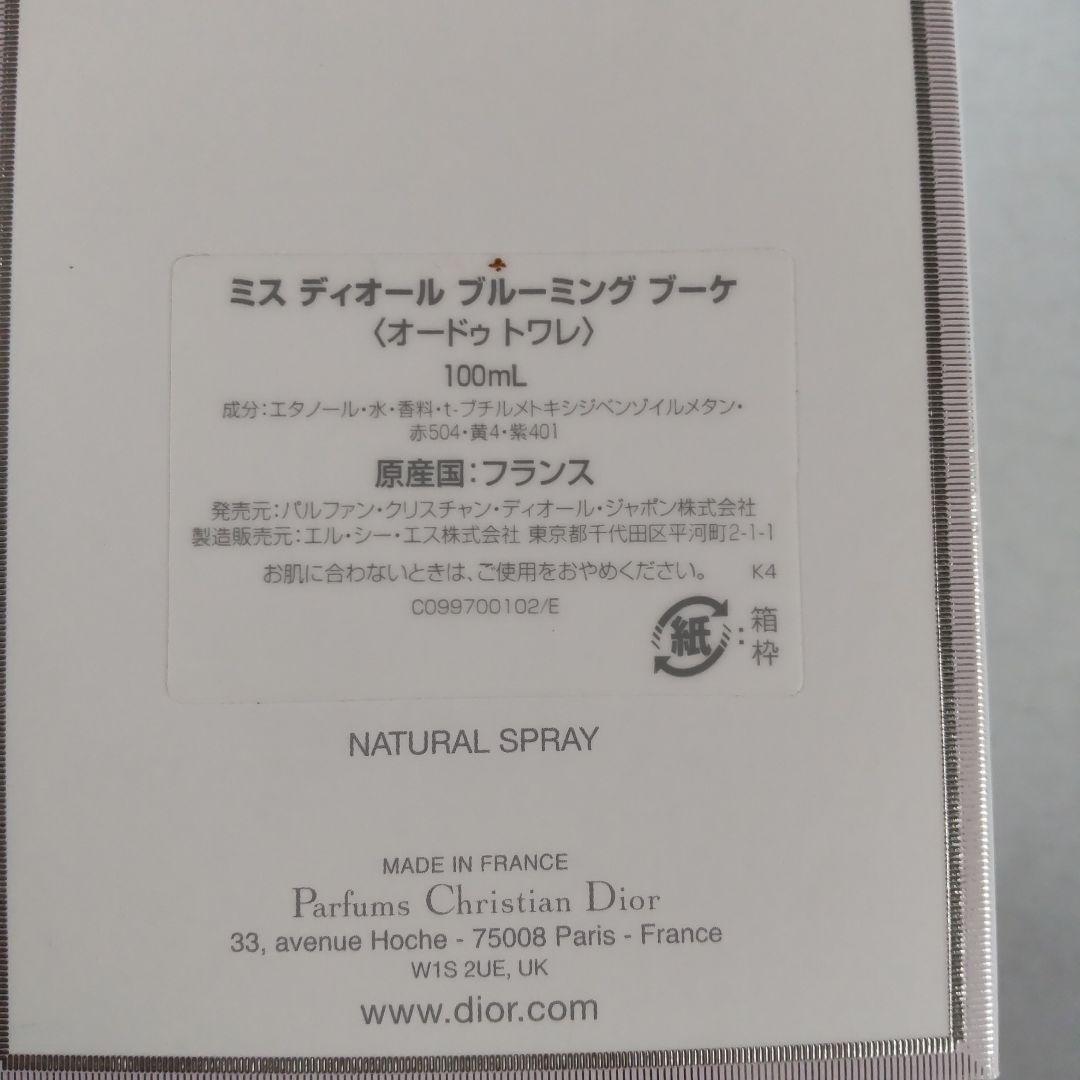 ミス ディオール ブルーミング ブーケ
〈オードゥ トワレ〉
100mL
成分：エタノール・水・香料・t-ブチルメトキシジベンゾイルメタン・
赤504・黄4・紫401
原産国：フランス
発売元：パルファン・クリスチャン・ディオール・ジャポン株式会社
製造販売元：エル・シー・エス株式会社 東京都千代田区平河町2-1-1
お肌に合わないときは、ご使用をおやめください。 K4
C099700102/E
紙：箱
枠
NATURAL SPRAY
MADE IN FRANCE
Parfums Christian Dior
33, avenue Hoche - 75008 Paris - France
W1S 2UE, UK
www.dior.com